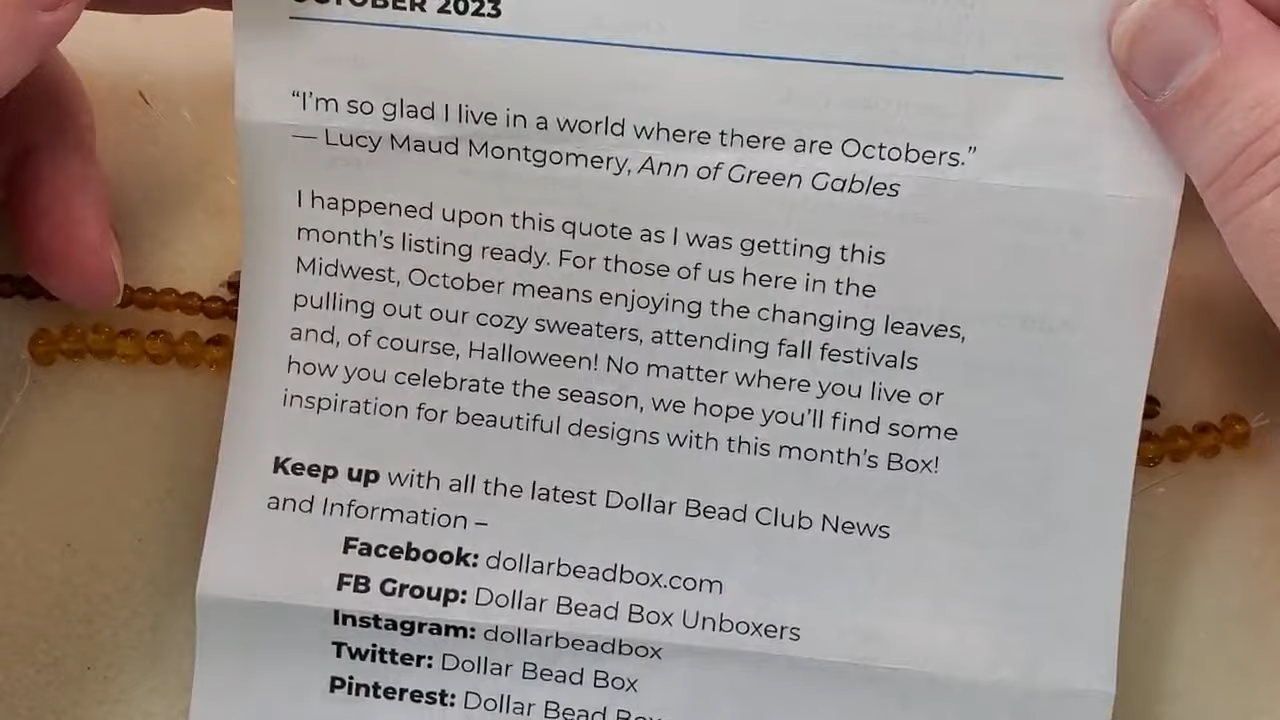 OCTOBER 2023
“I’m so glad I live in a world where there are Octobers.”
— Lucy Maud Montgomery, Ann of Green Gables
I happened upon this quote as I was getting this
month’s listing ready. For those of us here in the
Midwest, October means enjoying the changing leaves,
pulling out our cozy sweaters, attending fall festivals
and, of course, Halloween! No matter where you live or
how you celebrate the season, we hope you’ll find some
inspiration for beautiful designs with this month’s Box!
Keep up with all the latest Dollar Bead Club News
and Information –
Facebook: dollarbeadbox.com
FB Group: Dollar Bead Box Unboxers
Instagram: dollarbeadbox
Twitter: Dollar Bead Box
Pinterest: Dollar Bead Box